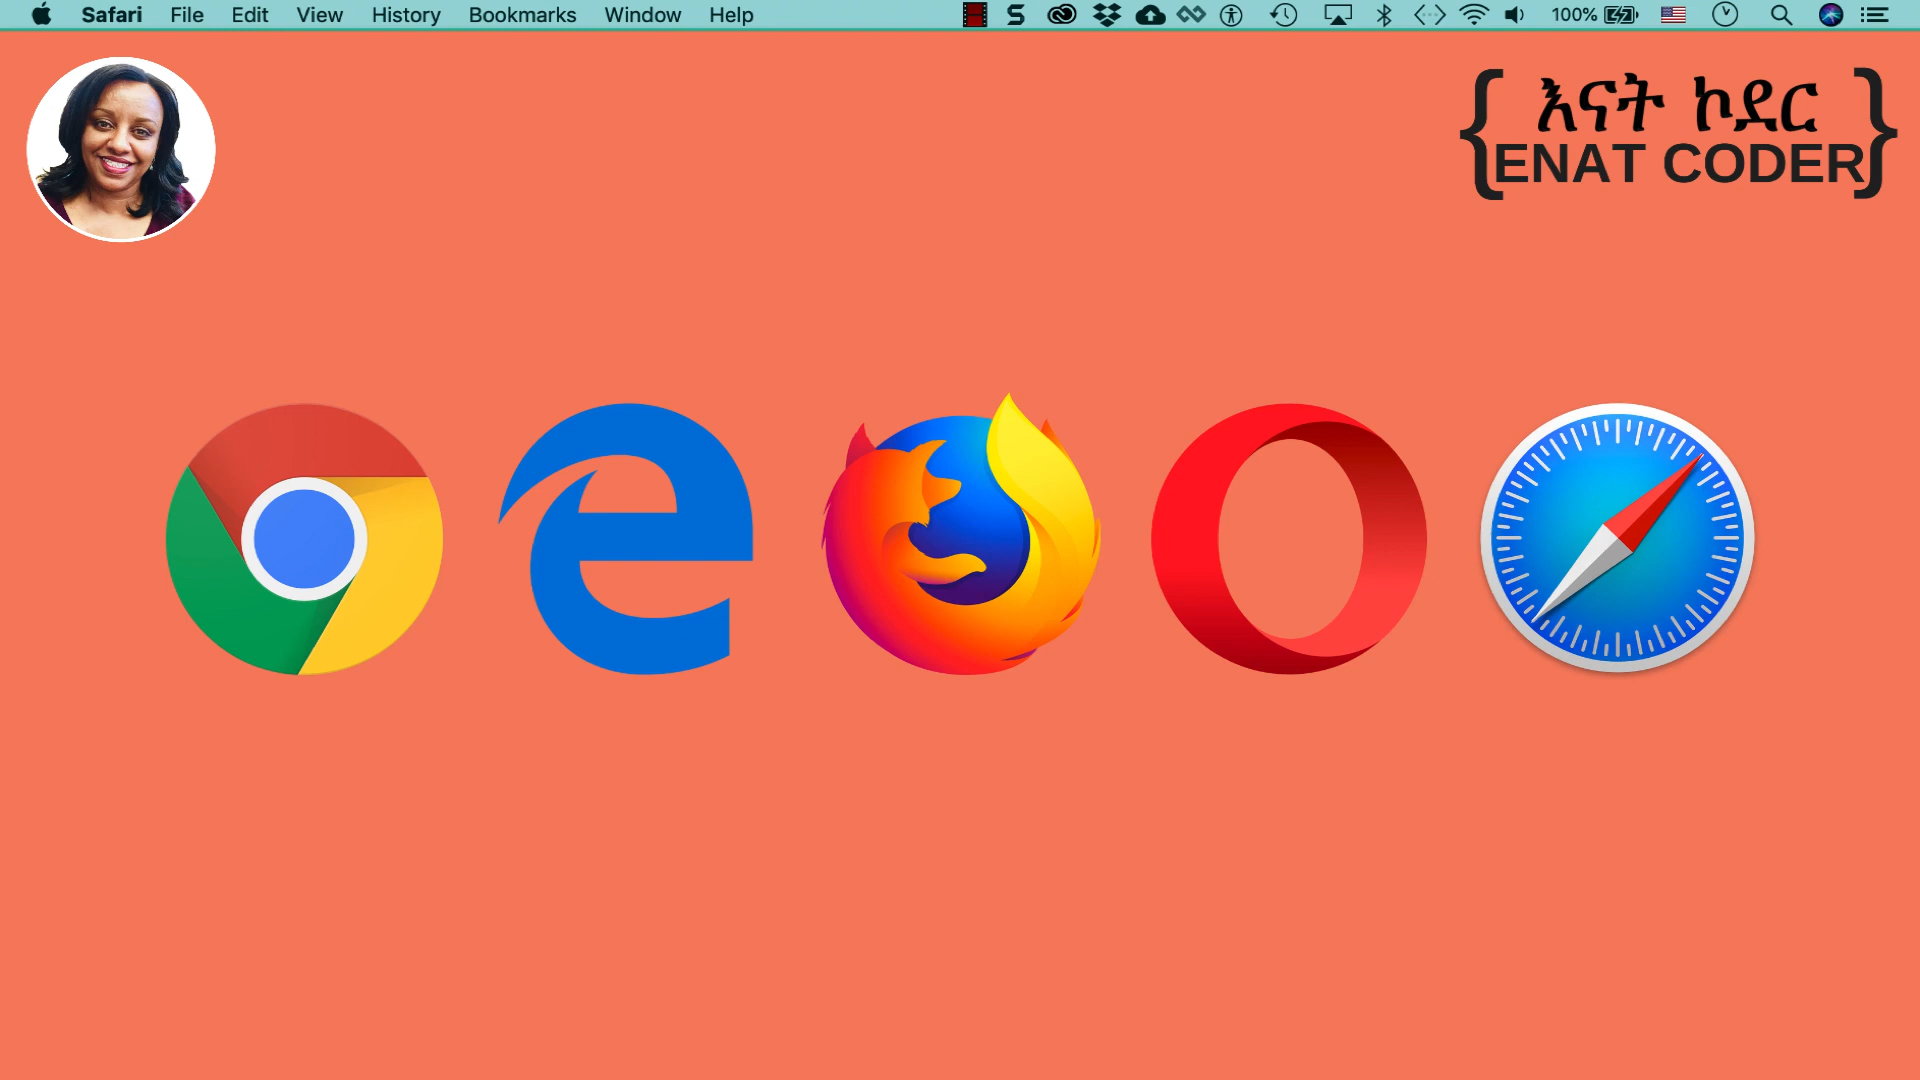 Safari File Edit View History Bookmarks Window Help 100%
{ እናት ኮደር }
ENAT CODER